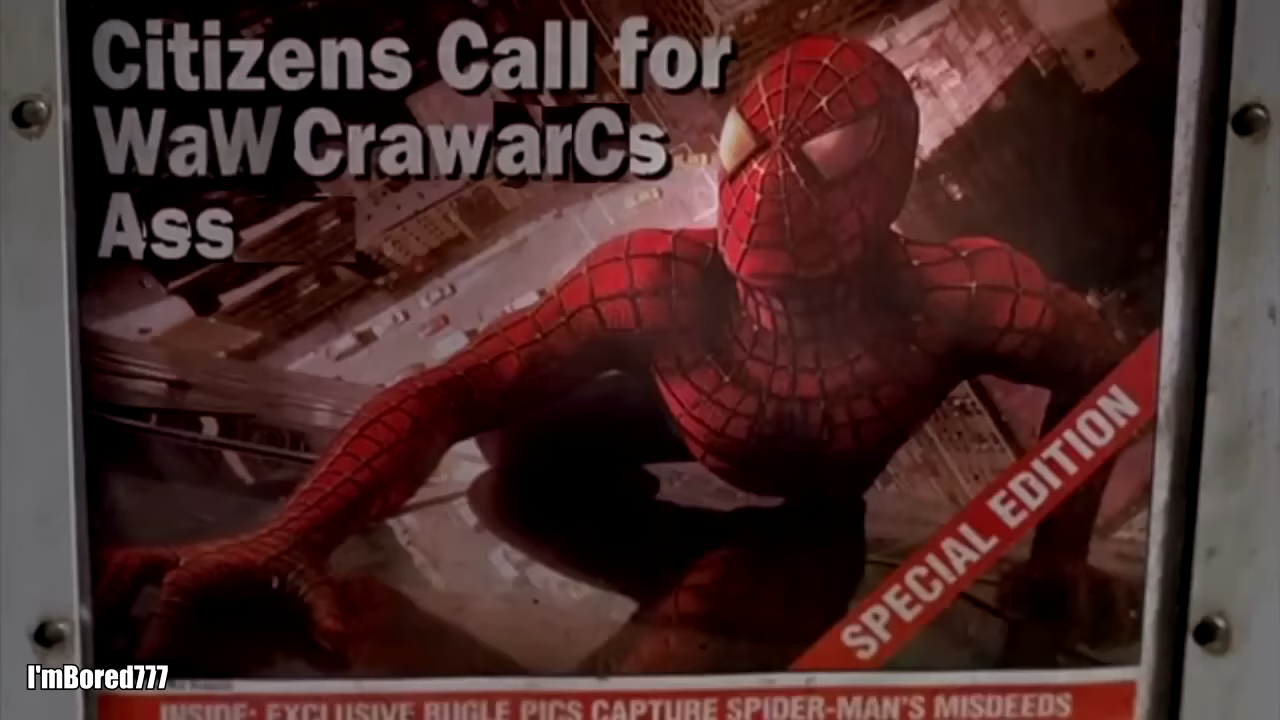 Citizens Call for
WaW CrawarCs
Ass
SPECIAL EDITION
I'mBored777
INSIDE: EXCLUSIVE BUGLE PICS CAPTURE SPIDER-MAN'S MISDEEDS